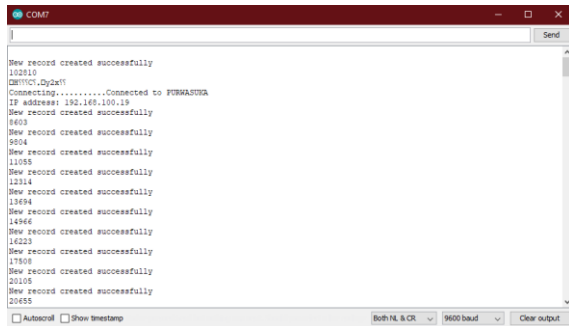 COM7
Send
New record created successfully
102810
Connecting...........Connected to PURWASUKA
IP address: 192.168.100.19
New record created successfully
8603
New record created successfully
9804
New record created successfully
11055
New record created successfully
12314
New record created successfully
13694
New record created successfully
14966
New record created successfully
16223
New record created successfully
17508
New record created successfully
20105
New record created successfully
20655
Autoscroll Show timestamp Both NL & CR 9600 baud Clear output